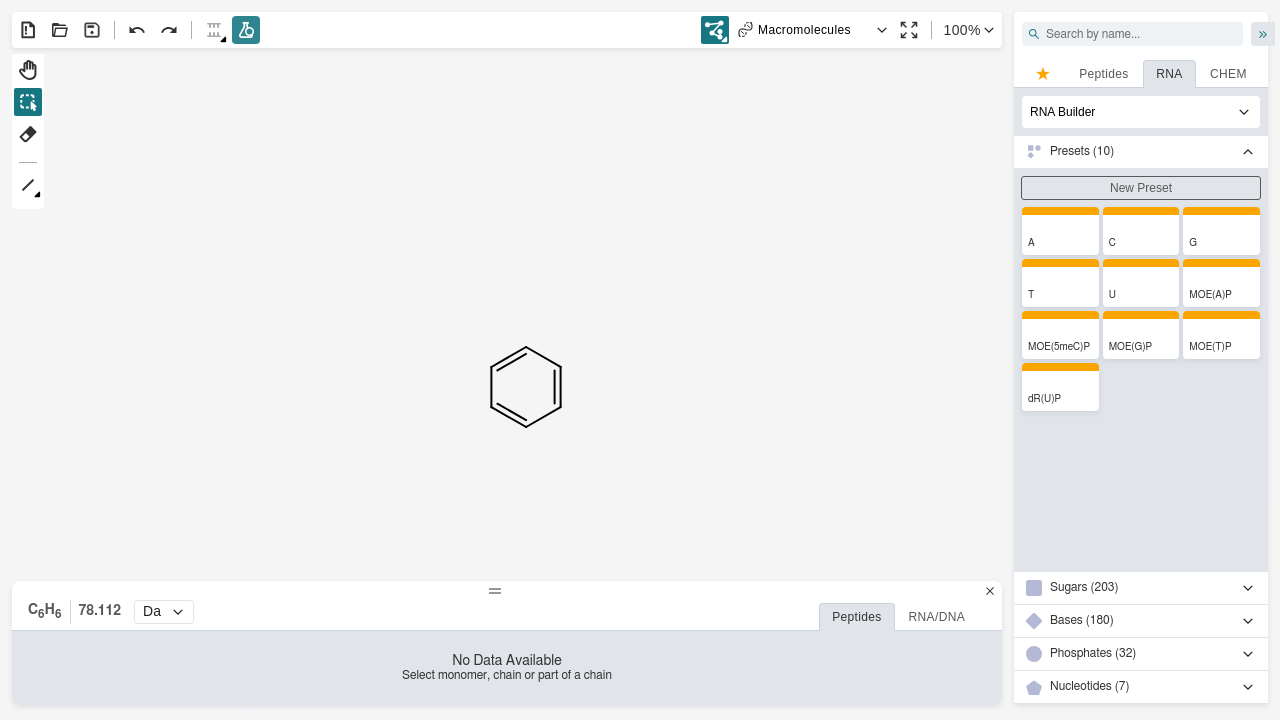 Macromolecules
100%
Search by name...
Peptides
RNA
CHEM
RNA Builder
Presets (10)
New Preset
A
C
G
T
U
MOE(A)P
MOE(5meC)P
MOE(G)P
MOE(T)P
dR(U)P
Sugars (203)
Bases (180)
Phosphates (32)
Nucleotides (7)
C6H6
78.112
Da
Peptides
RNA/DNA
No Data Available
Select monomer, chain or part of a chain